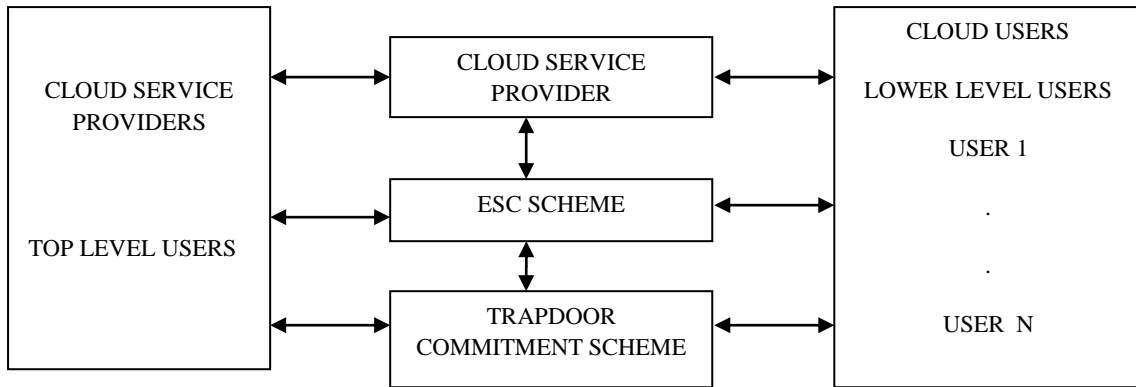 CLOUD SERVICE
PROVIDERS
TOP LEVEL USERS
CLOUD SERVICE
PROVIDER
ESC SCHEME
TRAPDOOR
COMMITMENT SCHEME
CLOUD USERS
LOWER LEVEL USERS
USER 1
.
.
USER N